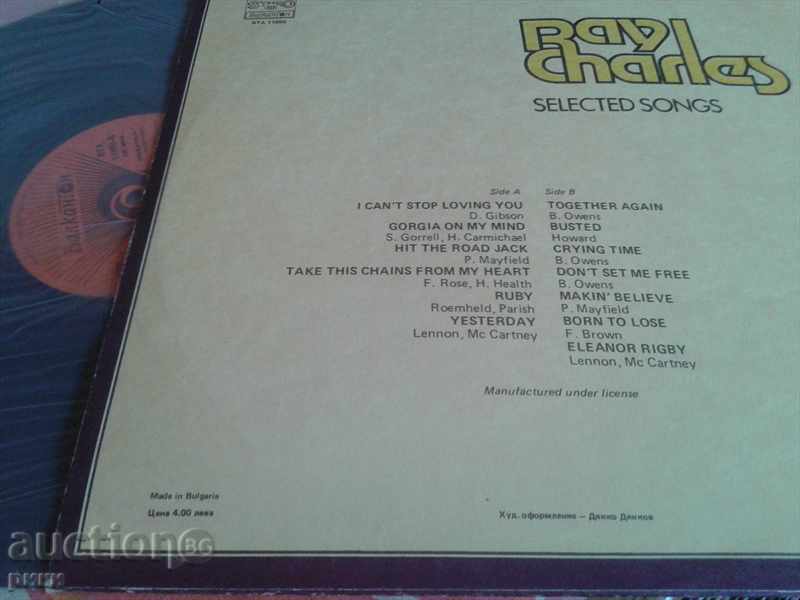 БАЛКАНТОН
Ray
Charles
SELECTED SONGS
Side A
I CAN'T STOP LOVING YOU
D. Gibson
GORGIA ON MY MIND
S. Gorrell, H. Carmichael
HIT THE ROAD JACK
P. Mayfield
TAKE THIS CHAINS FROM MY HEART
F. Rose, H. Health
RUBY
Roemheld, Parish
YESTERDAY
Lennon, Mc Cartney
Side B
TOGETHER AGAIN
B. Owens
BUSTED
Howard
CRYING TIME
B. Owens
DON'T SET ME FREE
B. Owens
MAKIN' BELIEVE
P. Mayfield
BORN TO LOSE
F. Brown
ELEANOR RIGBY
Lennon, Mc Cartney
Manufactured under license
Made in Bulgaria
Цена 4.00 лева
Худ. оформление – Динко Динков
auction BG